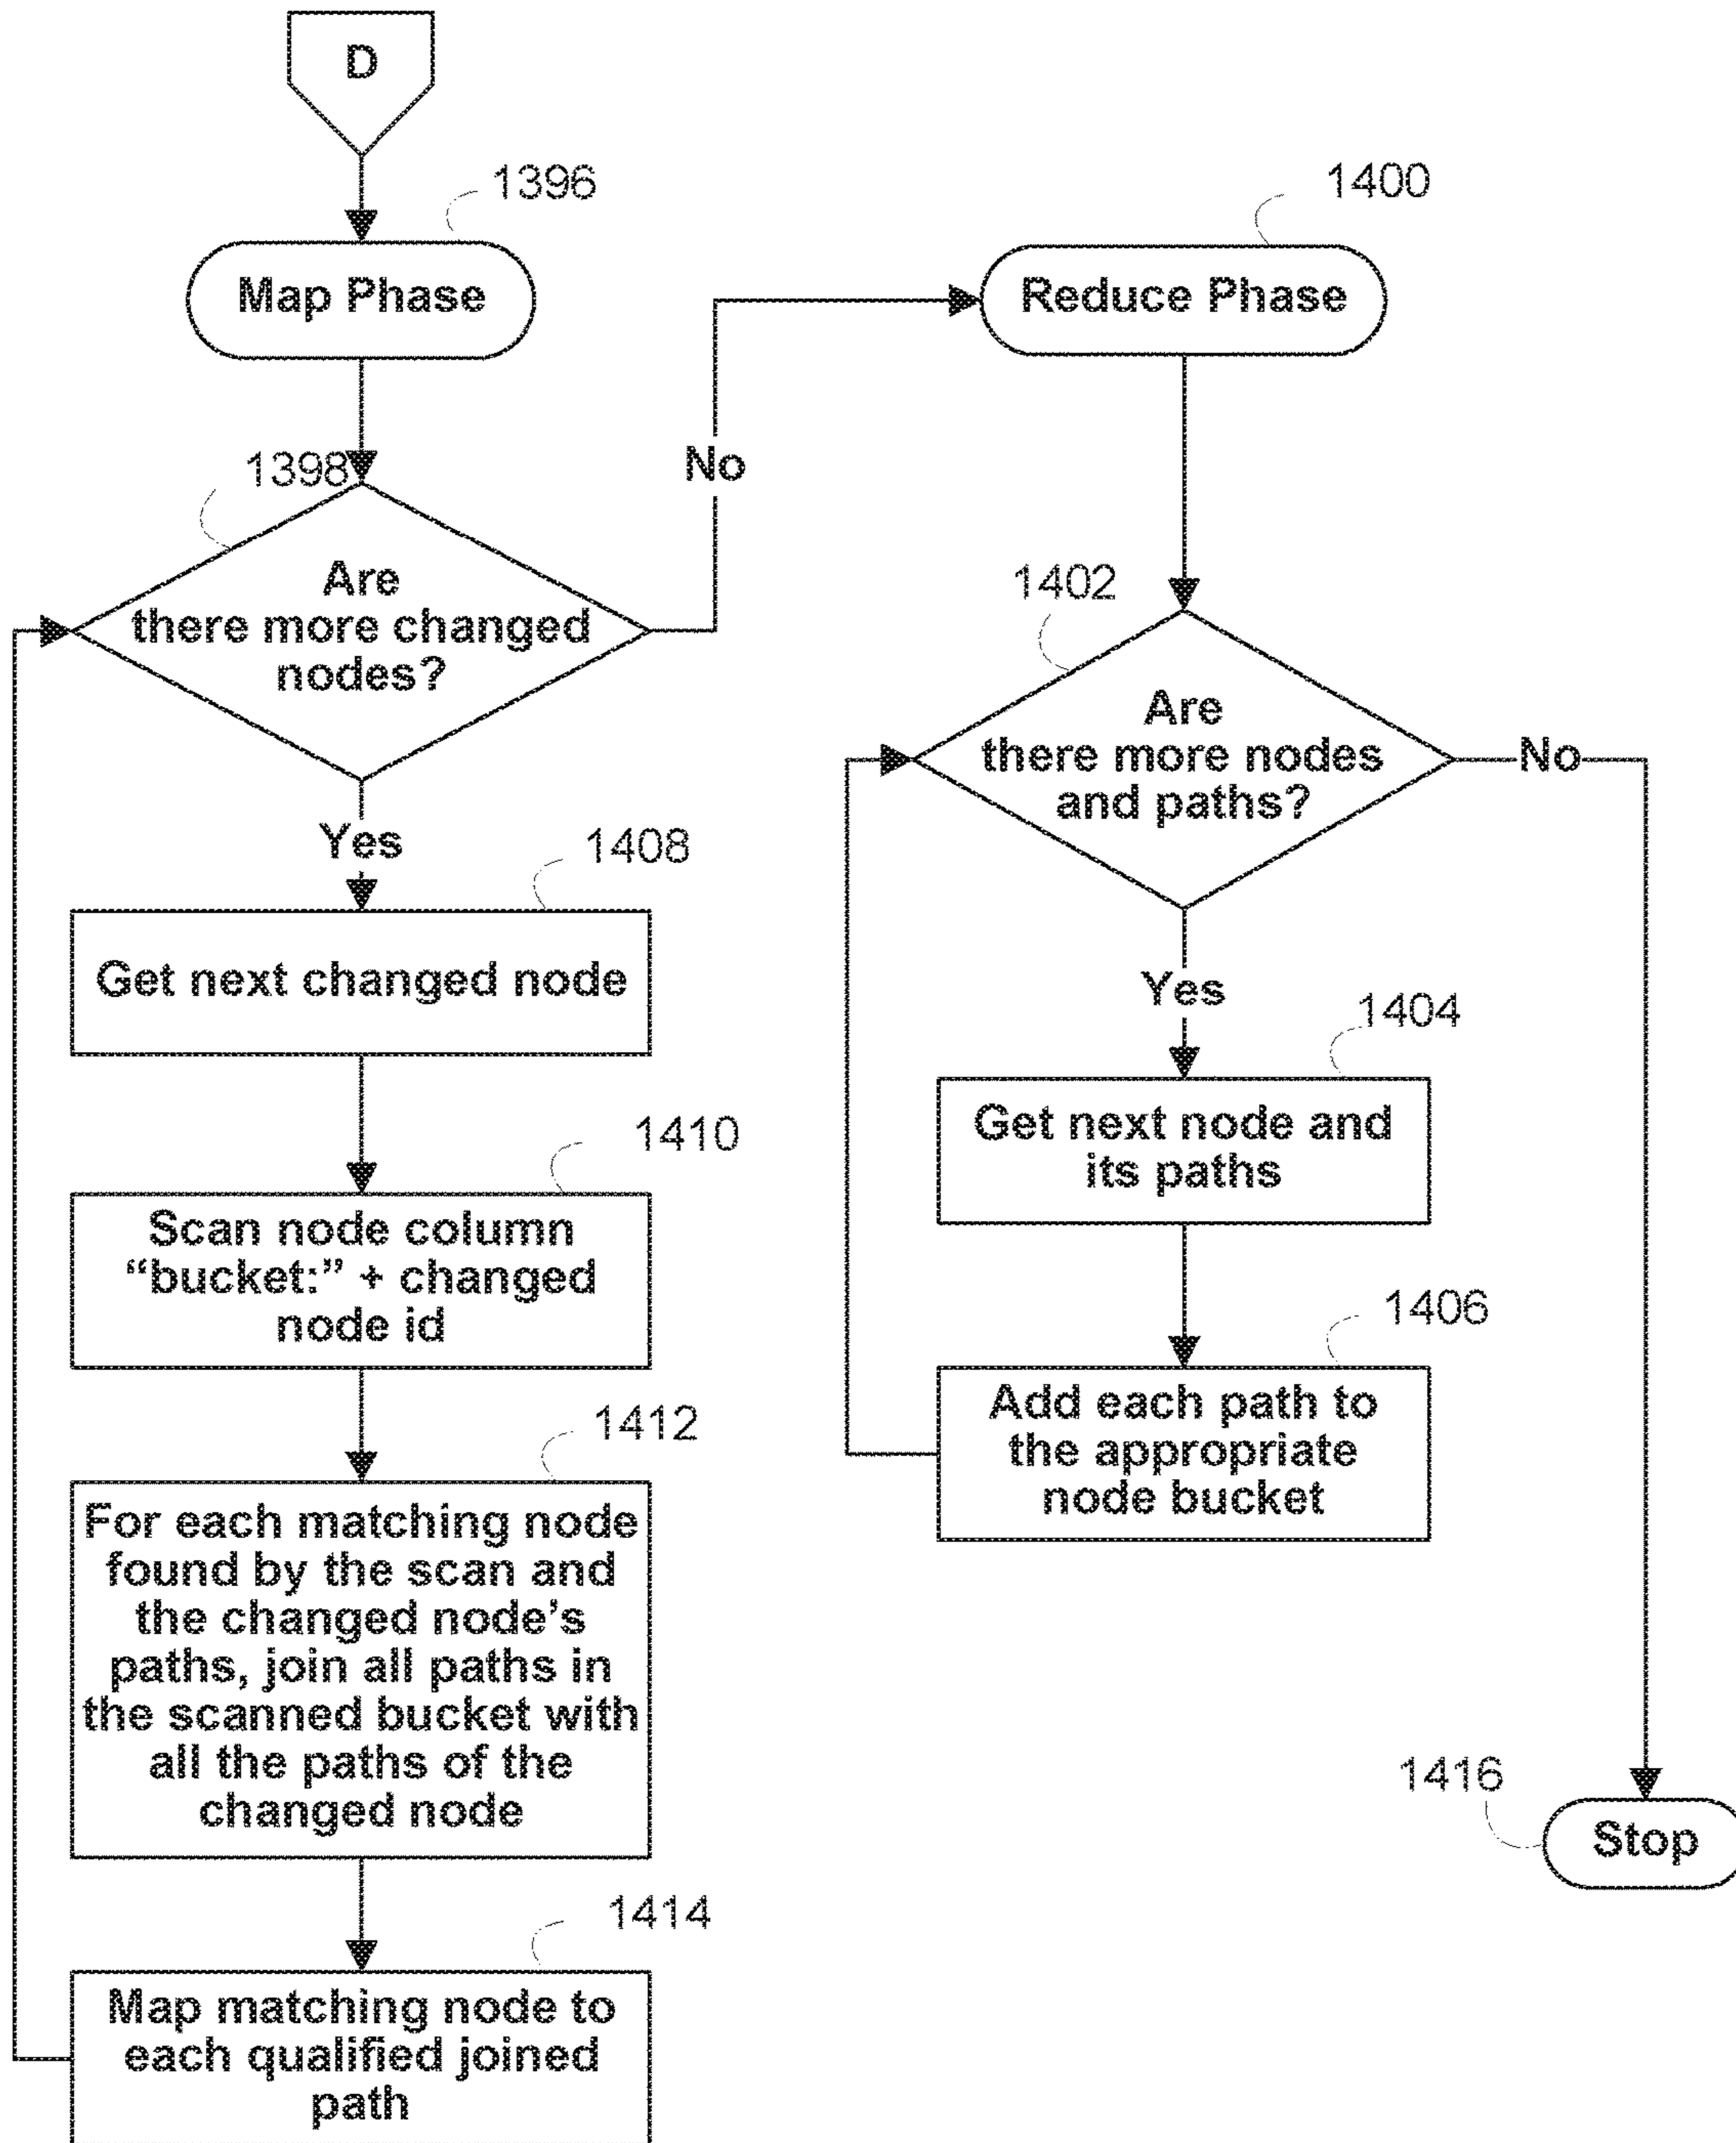 D
1396
Map Phase
1398
Are
there more changed
nodes?
Yes
1408
Get next changed node
1410
Scan node column
“bucket:” + changed
node id
1412
For each matching node
found by the scan and
the changed node’s
paths, join all paths in
the scanned bucket with
all the paths of the
changed node
1414
Map matching node to
each qualified joined
path
No
1400
Reduce Phase
1402
Are
there more nodes
and paths?
No
Yes
1404
Get next node and
its paths
1406
Add each path to
the appropriate
node bucket
1416
Stop